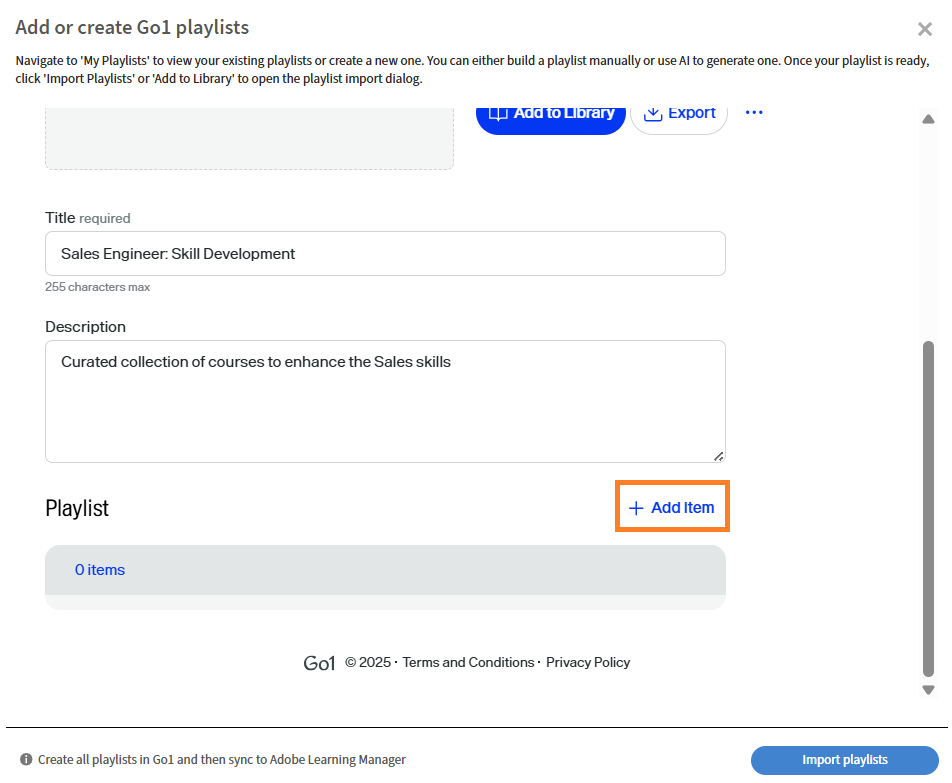 Add or create Go1 playlists
Navigate to 'My Playlists' to view your existing playlists or create a new one. You can either build a playlist manually or use AI to generate one. Once your playlist is ready,
click 'Import Playlists' or 'Add to Library' to open the playlist import dialog.
Add to Library Export
Title required
Sales Engineer: Skill Development
255 characters max
Description
Curated collection of courses to enhance the Sales skills
Playlist
+ Add item
0 items
Go1 © 2025 · Terms and Conditions · Privacy Policy
Create all playlists in Go1 and then sync to Adobe Learning Manager
Import playlists